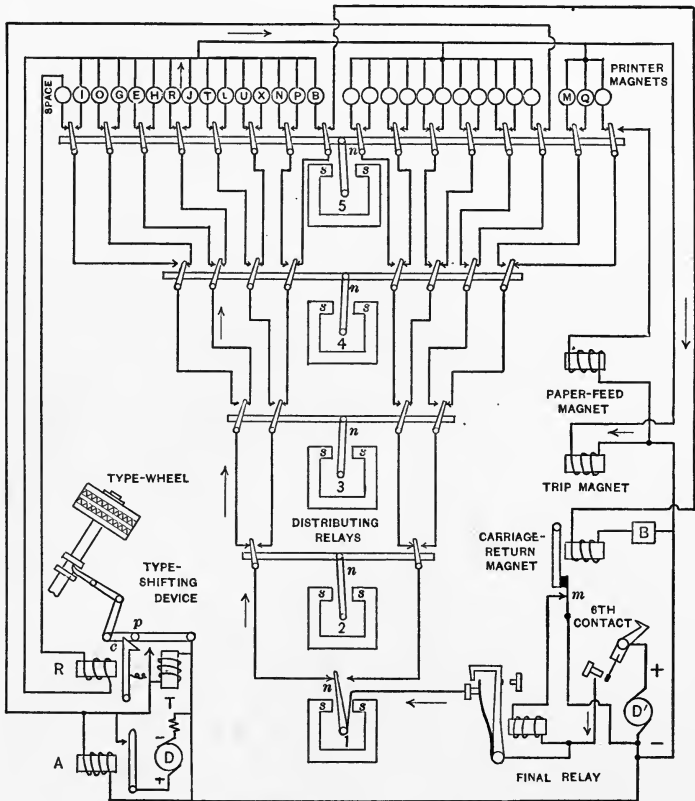 SPACE
I O G E H R J T L U X N P B
M Q
PRINTER
MAGNETS
n
s s
5
n
s s
4
n
s s
3
DISTRIBUTING
RELAYS
n
s s
2
n
s s
1
PAPER-FEED
MAGNET
TRIP MAGNET
CARRIAGE-
RETURN
MAGNET
B
m
6TH
CONTACT
+
D'
-
FINAL RELAY
TYPE-WHEEL
TYPE-
SHIFTING
DEVICE
p
c
R
T
-
D
+
A